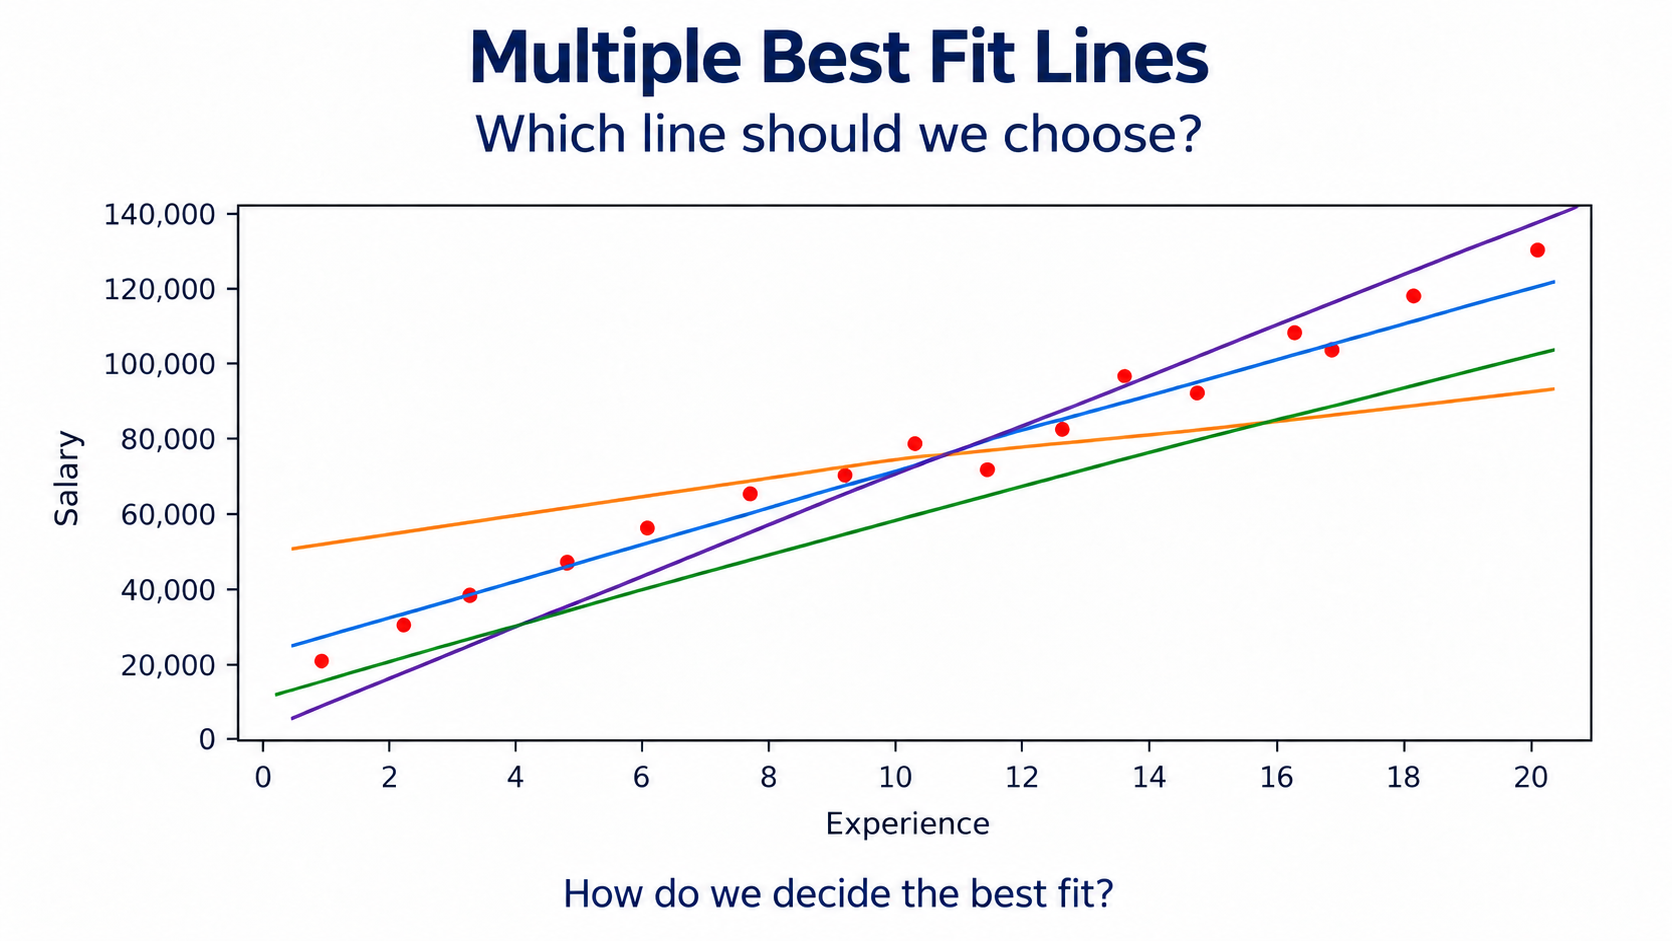 Multiple Best Fit Lines
Which line should we choose?
140,000
120,000
100,000
80,000
60,000
40,000
20,000
0
Salary
0 2 4 6 8 10 12 14 16 18 20
Experience
How do we decide the best fit?